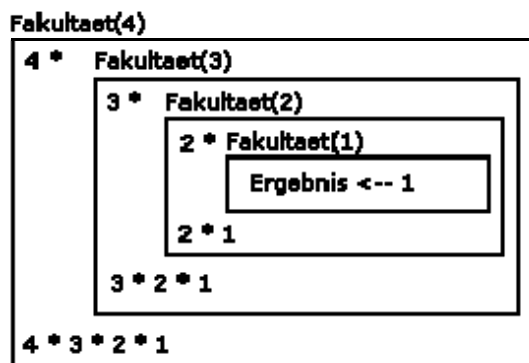 Fakultaet(4)
4 * Fakultaet(3)
3 * Fakultaet(2)
2 * Fakultaet(1)
Ergebnis <-- 1
2 * 1
3 * 2 * 1
4 * 3 * 2 * 1